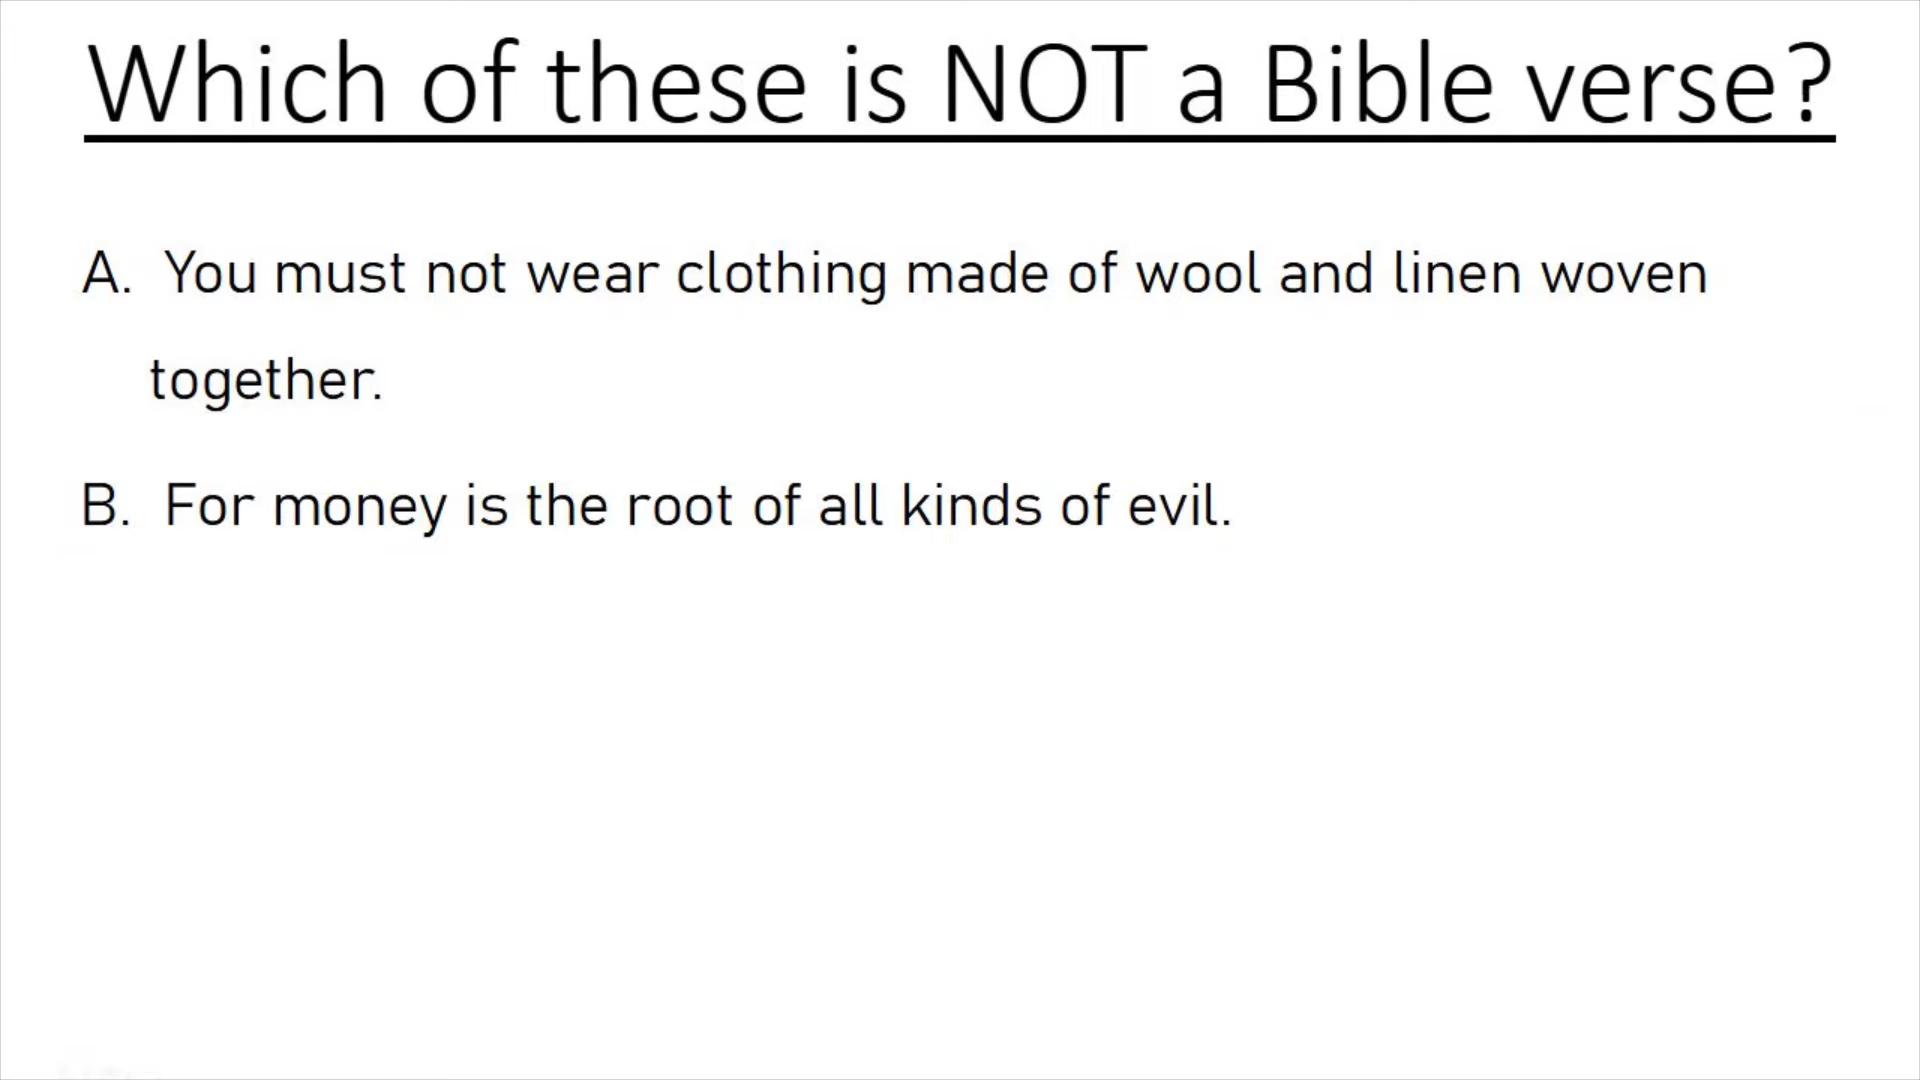 Which of these is NOT a Bible verse?
A. You must not wear clothing made of wool and linen woven
together.
B. For money is the root of all kinds of evil.